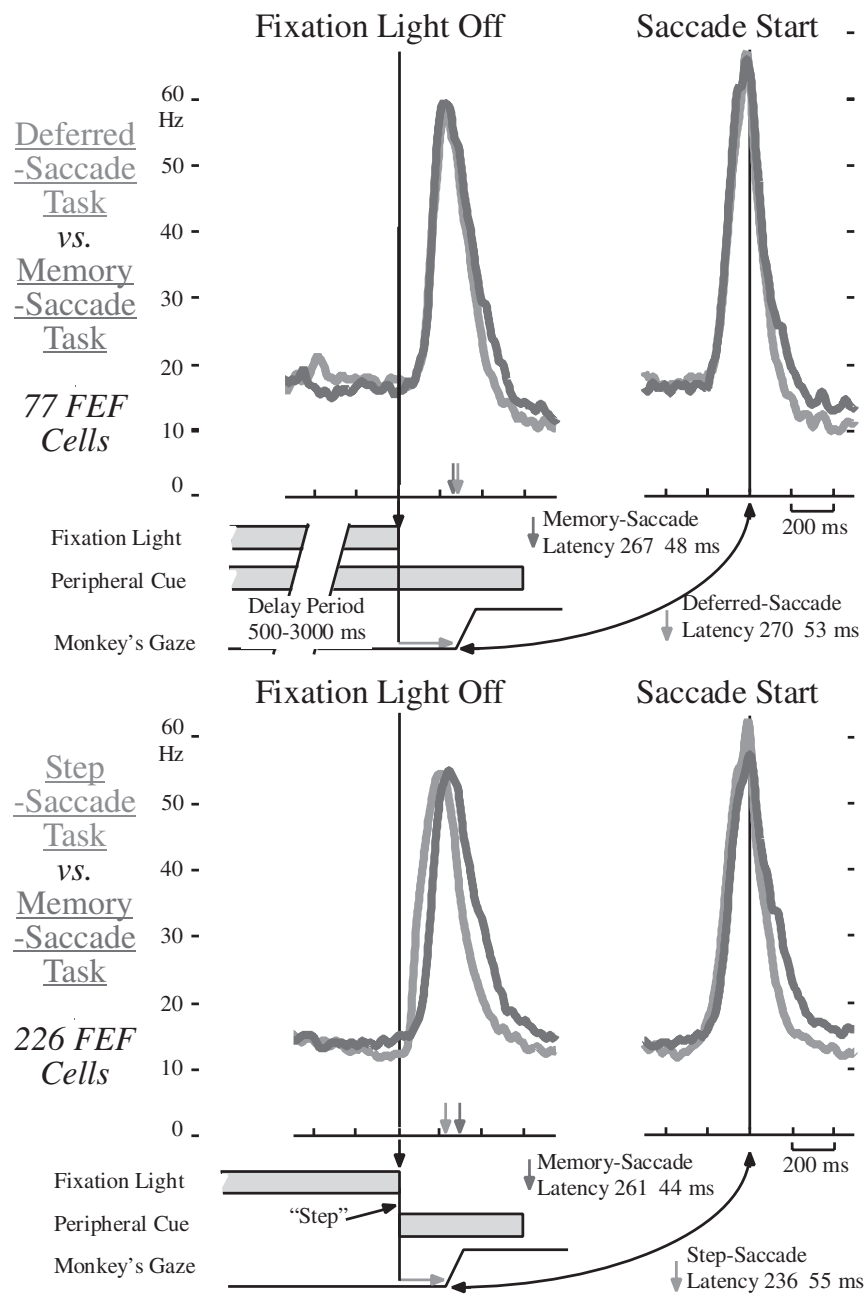 Fixation Light Off
Saccade Start
60
Hz
50
40
30
20
10
0
Deferred
-Saccade
Task
vs.
Memory
-Saccade
Task
77 FEF
Cells
200 ms
Fixation Light
Peripheral Cue
Delay Period
500-3000 ms
Monkey's Gaze
Memory-Saccade
Latency 267 48 ms
Deferred-Saccade
Latency 270 53 ms
Fixation Light Off
Saccade Start
60
Hz
50
40
30
20
10
0
Step
-Saccade
Task
vs.
Memory
-Saccade
Task
226 FEF
Cells
200 ms
Fixation Light
"Step"
Peripheral Cue
Monkey's Gaze
Memory-Saccade
Latency 261 44 ms
Step-Saccade
Latency 236 55 ms